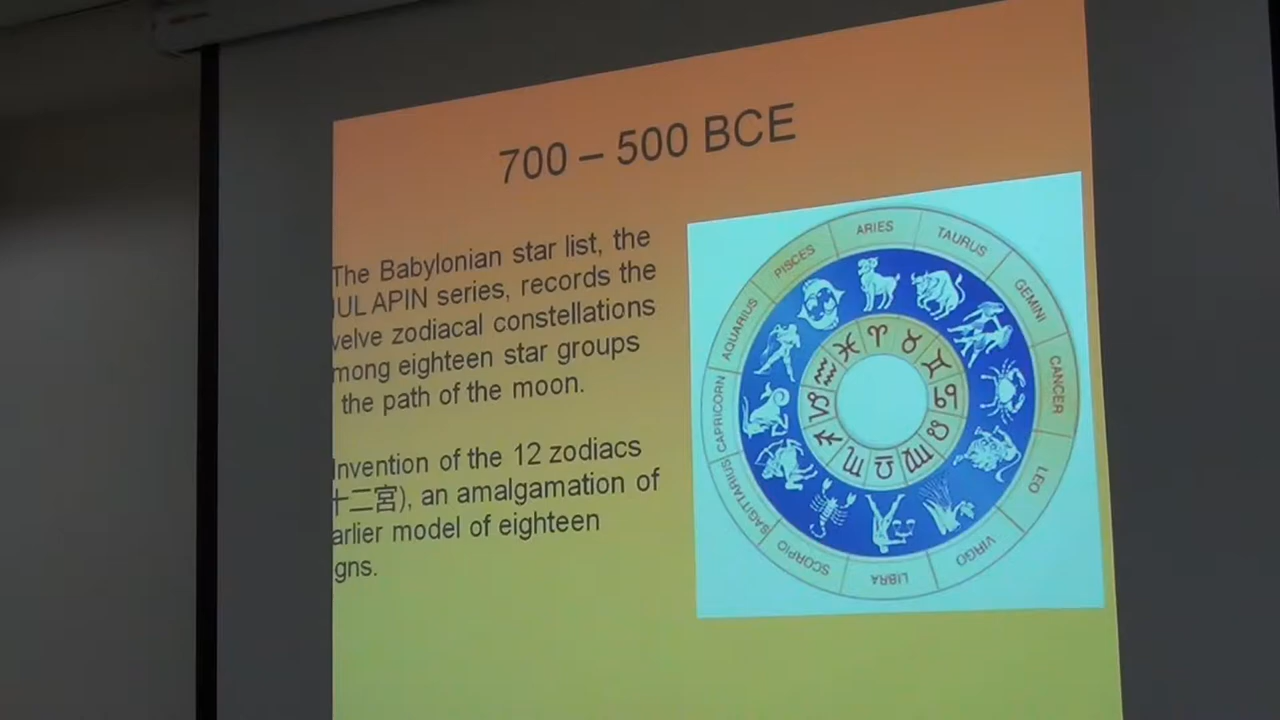 700 – 500 BCE
The Babylonian star list, the
UL APIN series, records the
velve zodiacal constellations
mong eighteen star groups
the path of the moon.
Invention of the 12 zodiacs
十二宮), an amalgamation of
arlier model of eighteen
gns.
ARIES
TAURUS
GEMINI
CANCER
LEO
VIRGO
LIBRA
SCORPIO
SAGITTARIUS
CAPRICORN
AQUARIUS
PISCES